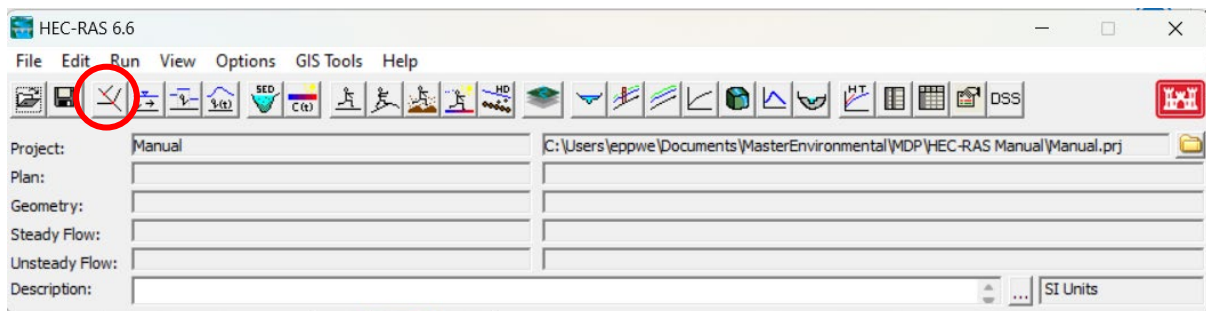 HEC-RAS 6.6
File Edit Run View Options GIS Tools Help
SED C(t) q(t) HD HT DSS
Project: Manual C:\Users\eppwe\Documents\MasterEnvironmental\MDP\HEC-RAS Manual\Manual.prj
Plan:
Geometry:
Steady Flow:
Unsteady Flow:
Description: ... SI Units